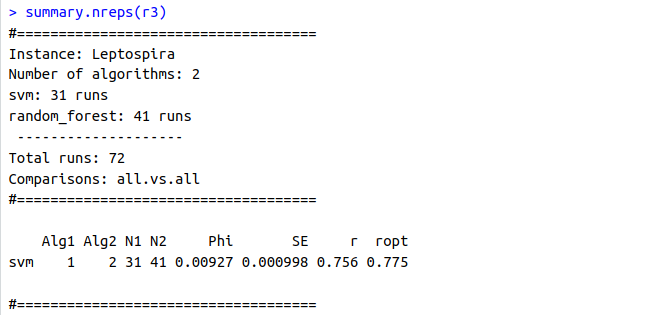 > summary.nreps(r3)
#====================================
Instance: Leptospira
Number of algorithms: 2
svm: 31 runs
random_forest: 41 runs
 --------------------
Total runs: 72
Comparisons: all.vs.all
#====================================
    Alg1 Alg2 N1 N2     Phi       SE     r  ropt
svm    1    2 31 41 0.00927 0.000998 0.756 0.775
#====================================